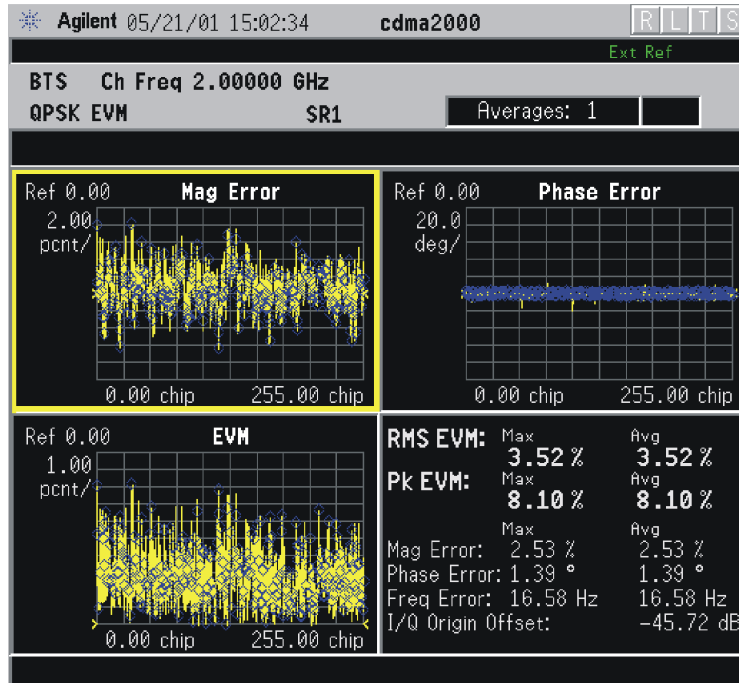 Agilent 05/21/01 15:02:34 cdma2000 R L T S
Ext Ref
BTS Ch Freq 2.00000 GHz
QPSK EVM SR1 Averages: 1
Ref 0.00 Mag Error
2.00
pcnt/
0.00 chip 255.00 chip
Ref 0.00 Phase Error
20.0
deg/
0.00 chip 255.00 chip
Ref 0.00 EVM
1.00
pcnt/
0.00 chip 255.00 chip
Max Avg
RMS EVM: 3.52 % 3.52 %
Max Avg
Pk EVM: 8.10 % 8.10 %
Max Avg
Mag Error: 2.53 % 2.53 %
Phase Error: 1.39 ° 1.39 °
Freq Error: 16.58 Hz 16.58 Hz
I/Q Origin Offset: -45.72 dB